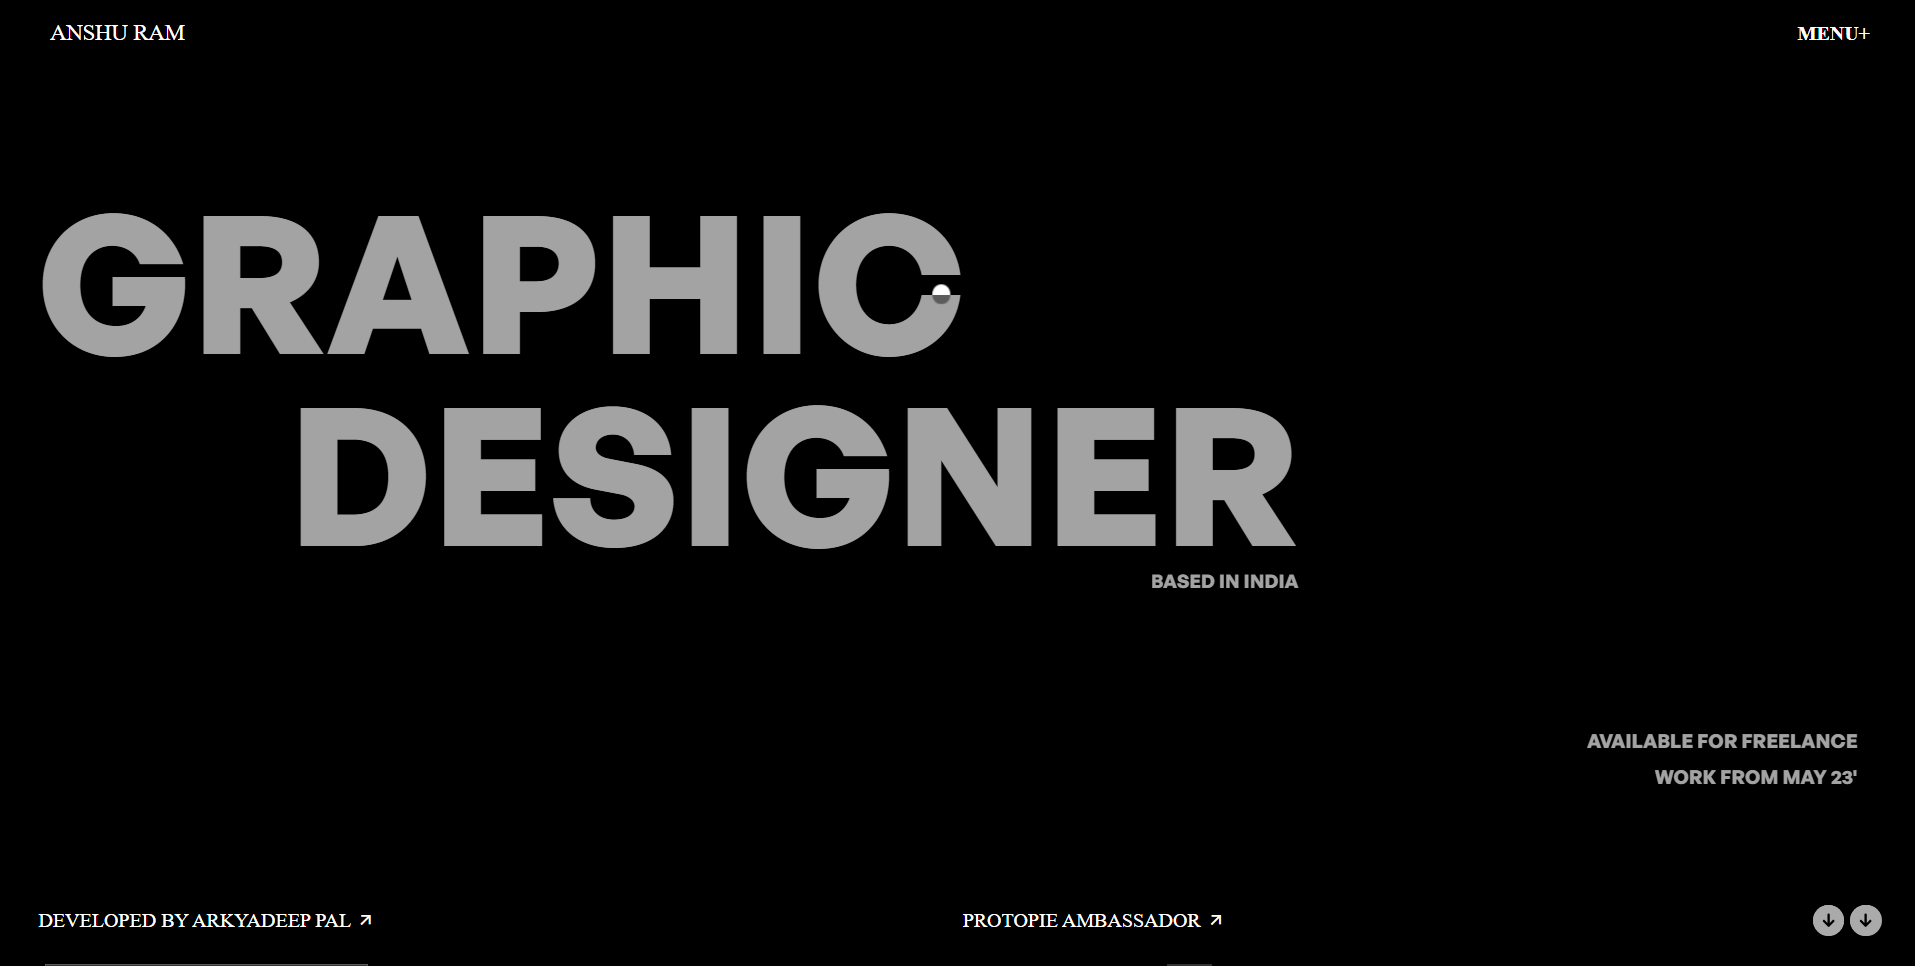 ANSHU RAM
MENU+
GRAPHIC
DESIGNER
BASED IN INDIA
AVAILABLE FOR FREELANCE
WORK FROM MAY 23'
DEVELOPED BY ARKYADEEP PAL
PROTOPIE AMBASSADOR